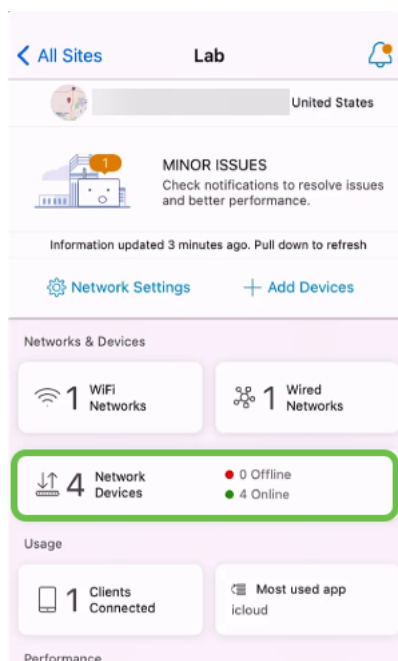 All Sites
Lab
United States
1
MINOR ISSUES
Check notifications to resolve issues
and better performance.
Information updated 3 minutes ago. Pull down to refresh
Network Settings
Add Devices
Networks & Devices
1 WiFi
Networks
1 Wired
Networks
4 Network
Devices
0 Offline
4 Online
Usage
1 Clients
Connected
Most used app
icloud
Performance